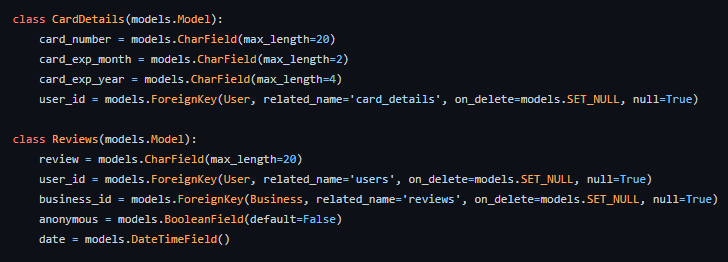 class CardDetails(models.Model):
card_number = models.CharField(max_length=20)
card_exp_month = models.CharField(max_length=2)
card_exp_year = models.CharField(max_length=4)
user_id = models.ForeignKey(User, related_name='card_details', on_delete=models.SET_NULL, null=True)
class Reviews(models.Model):
review = models.CharField(max_length=20)
user_id = models.ForeignKey(User, related_name='users', on_delete=models.SET_NULL, null=True)
business_id = models.ForeignKey(Business, related_name='reviews', on_delete=models.SET_NULL, null=True)
anonymous = models.BooleanField(default=False)
date = models.DateTimeField()